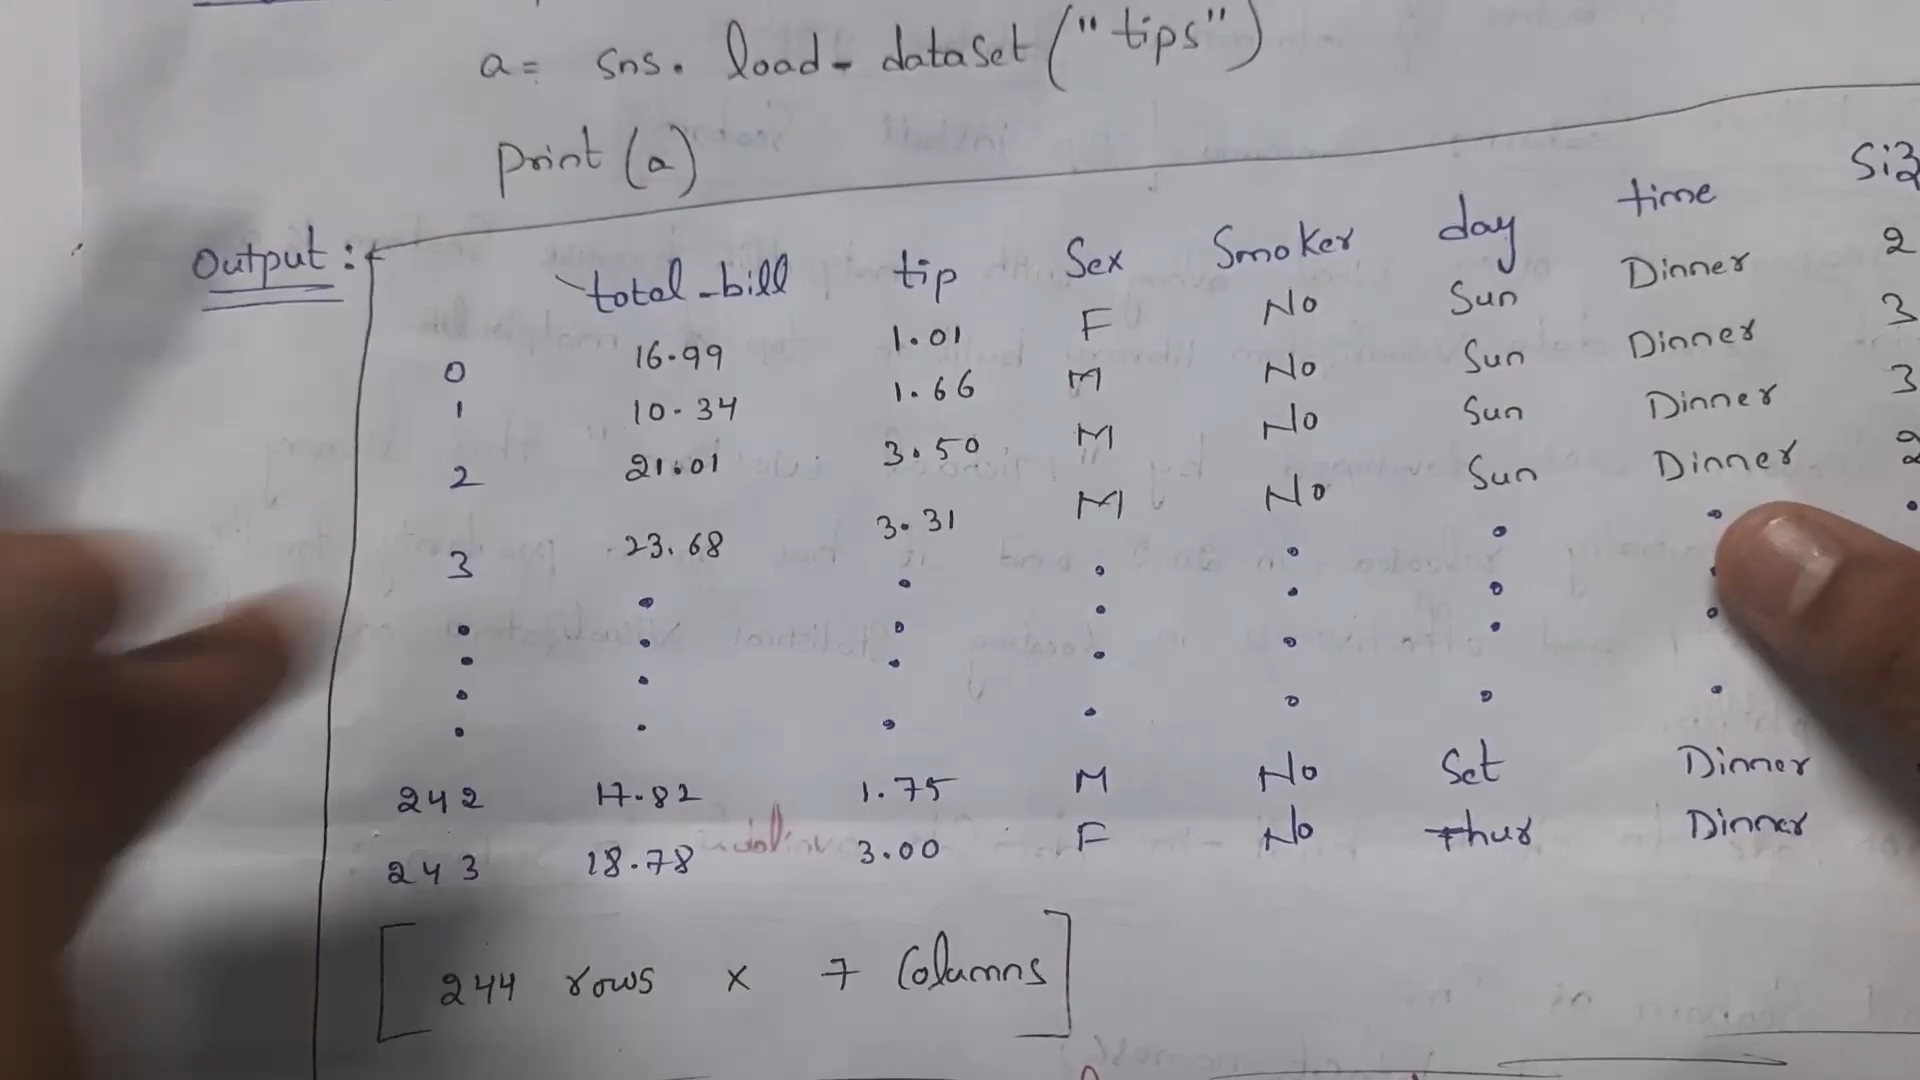 a= sns. load- dataset ("tips")
print (a)
Output :-
total_bill tip Sex Smoker day time
0 16.99 1.01 F No Sun Dinner 2
1 10.34 1.66 M No Sun Dinner 3
2 21.01 3.50 M No Sun Dinner 3
3 23.68 3.31 M No Sun Dinner 2
242 17.82 1.75 M No Sat Dinner
243 18.78 3.00 F No Thur Dinner
[244 rows x 7 Columns]